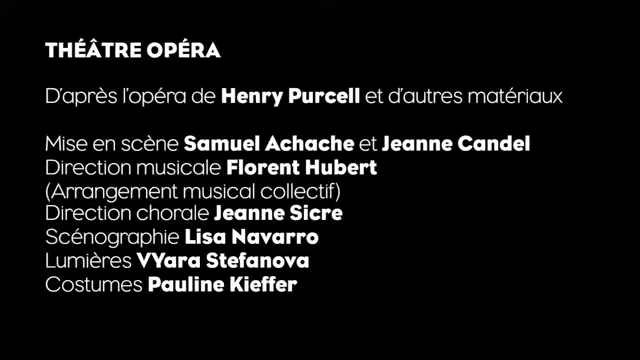 THÉÂTRE OPÉRA
D'après l'opéra de Henry Purcell et d'autres matériaux
Mise en scène Samuel Achache et Jeanne Candel
Direction musicale Florent Hubert
(Arrangement musical collectif)
Direction chorale Jeanne Sicre
Scénographie Lisa Navarro
Lumières VYara Stefanova
Costumes Pauline Kieffer